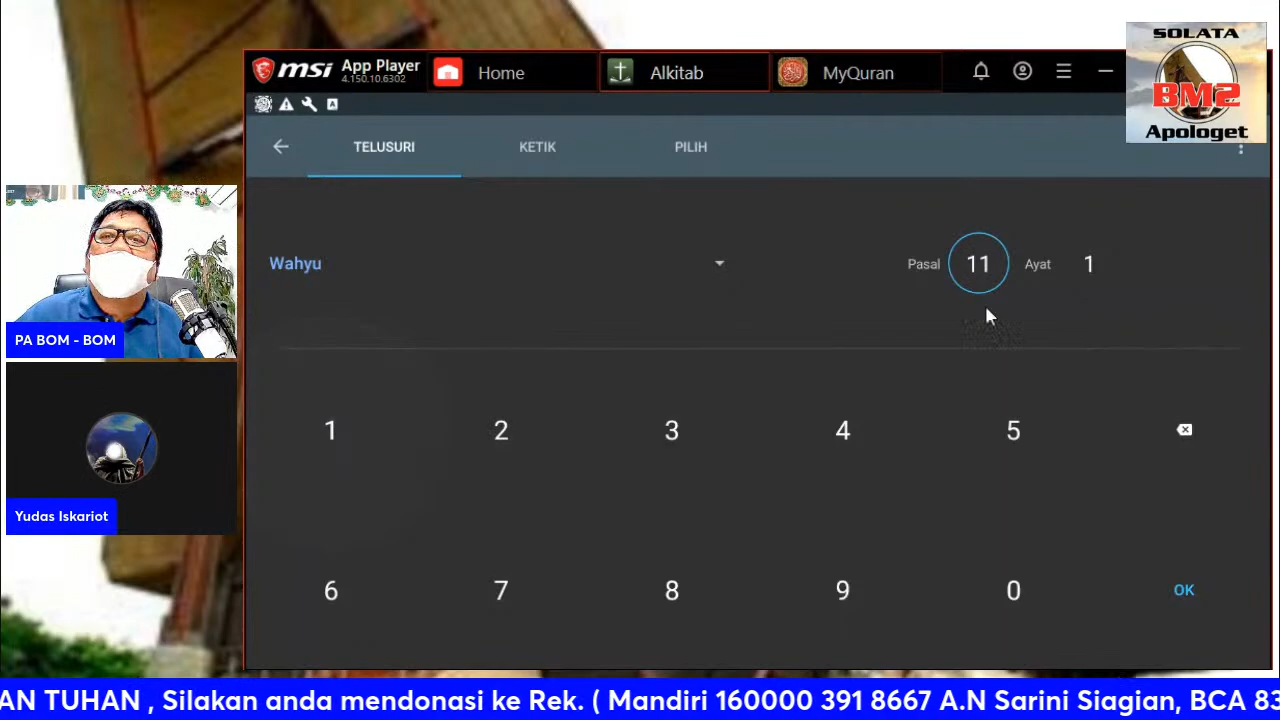 SOLATA
BM2
Apologet
msi App Player
4.150.10.6302
Home
Alkitab
MyQuran
TELUSURI
KETIK
PILIH
Wahyu
Pasal 11 Ayat 1
1 2 3 4 5
6 7 8 9 0 OK
PA BOM - BOM
Yudas Iskariot
AN TUHAN , Silakan anda mendonasi ke Rek. ( Mandiri 160000 391 8667 A.N Sarini Siagian, BCA 83